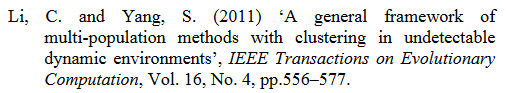 Li, C. and Yang, S. (2011) ‘A general framework of
multi-population methods with clustering in undetectable
dynamic environments’, IEEE Transactions on Evolutionary
Computation, Vol. 16, No. 4, pp.556–577.